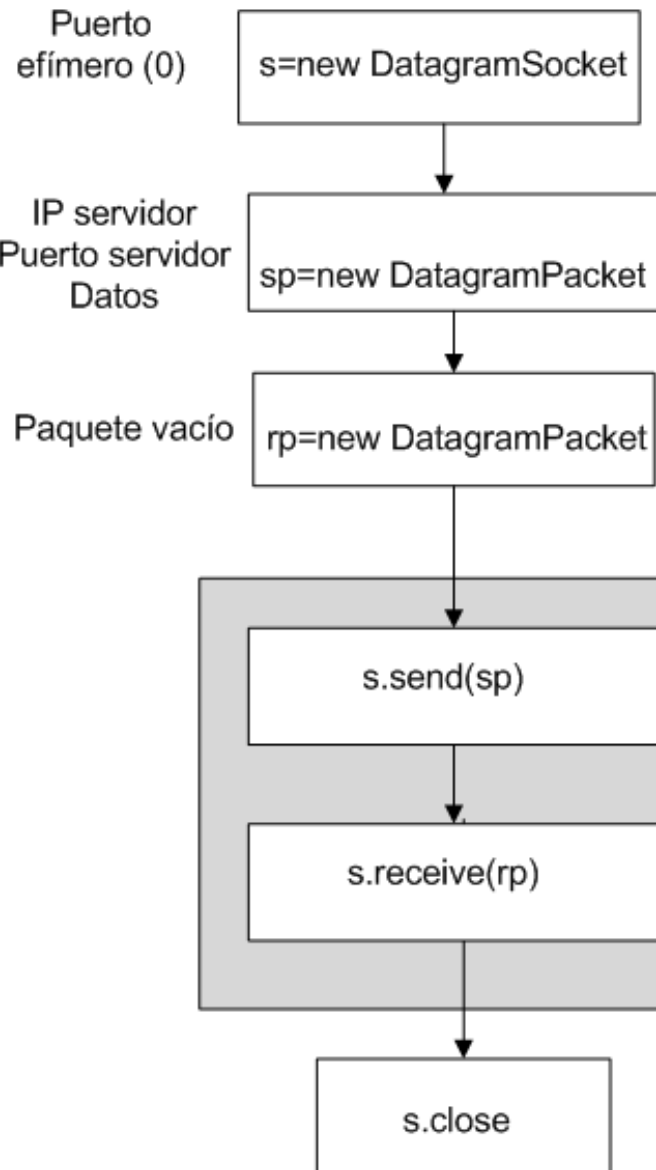 Puerto
efímero (0)
s=new DatagramSocket
IP servidor
Puerto servidor
Datos
sp=new DatagramPacket
Paquete vacío
rp=new DatagramPacket
s.send(sp)
s.receive(rp)
s.close